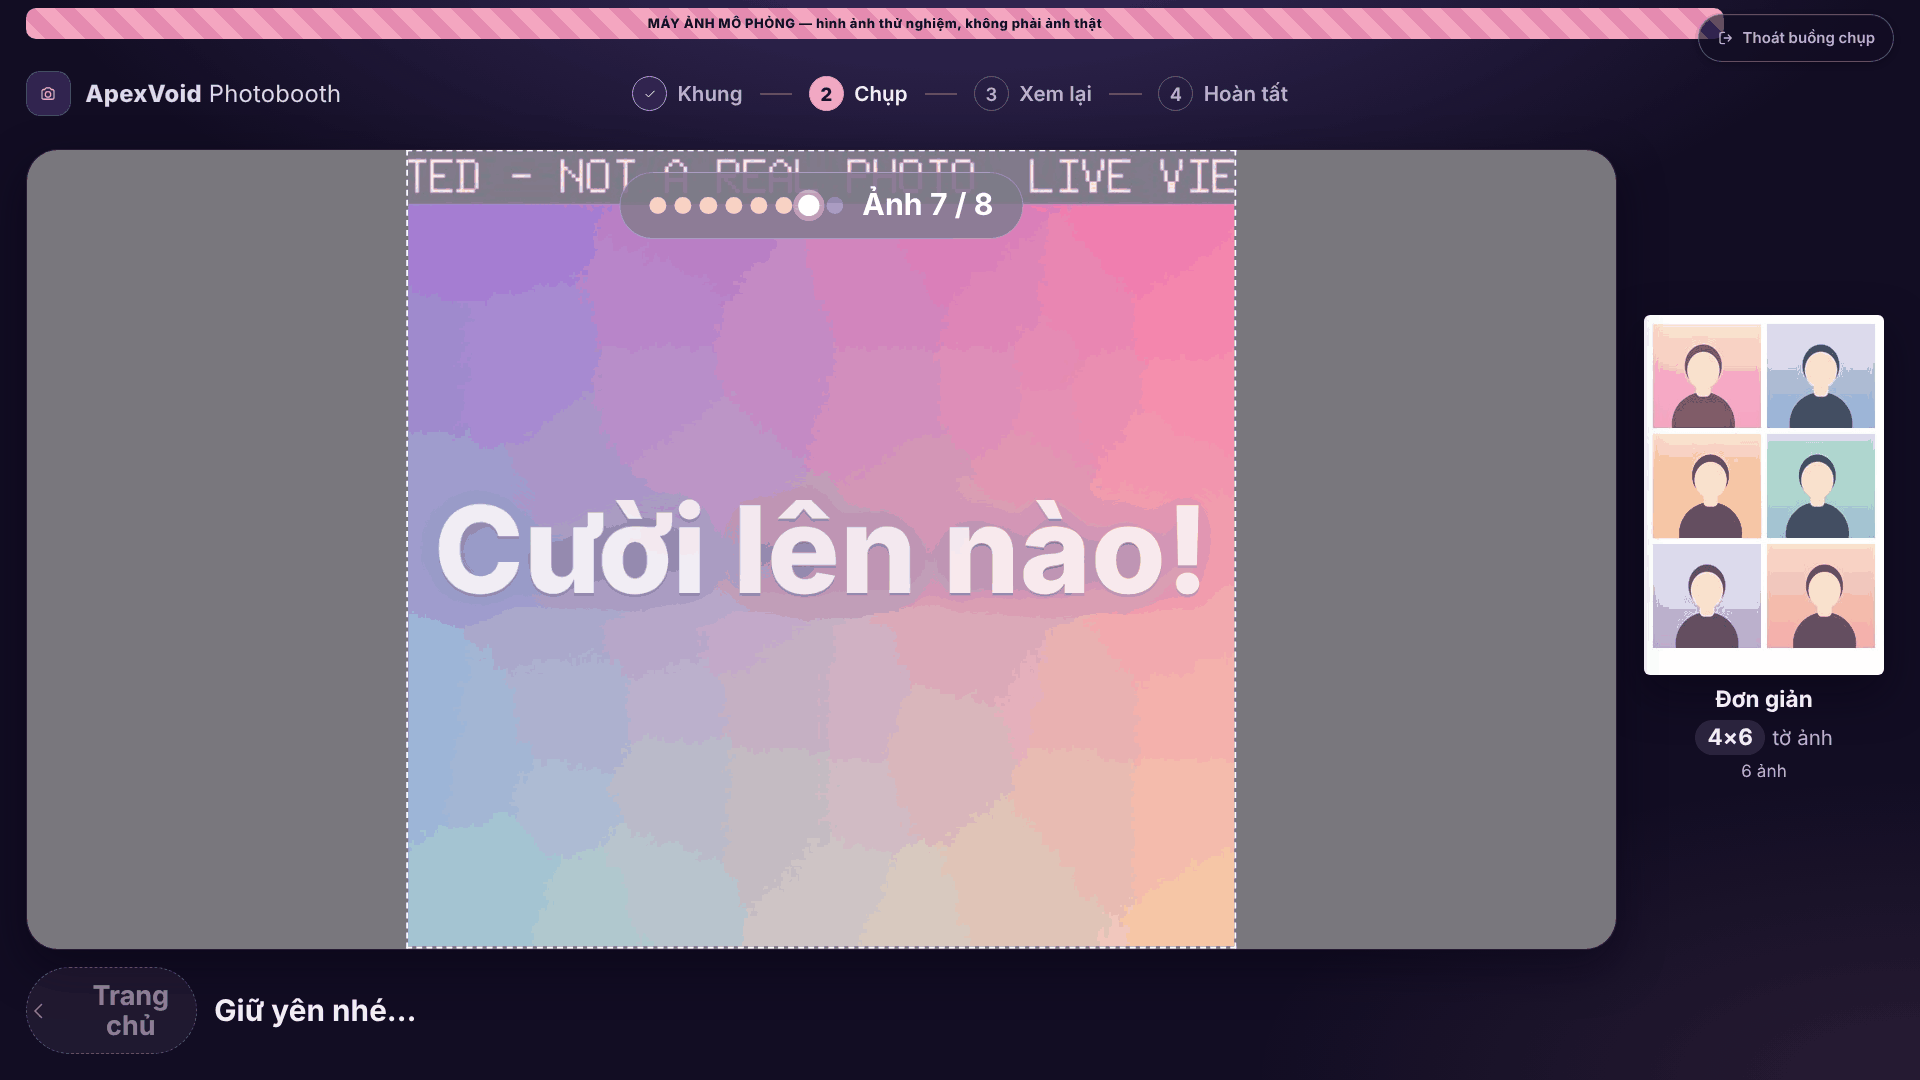 MÁY ẢNH MÔ PHỎNG — hình ảnh thử nghiệm, không phải ảnh thật
Thoát buồng chụp
ApexVoid Photobooth
Khung
2 Chụp
3 Xem lại
4 Hoàn tất
TED - NOT A REAL PHOTO LIVE VIE
Ảnh 7 / 8
Cười lên nào!
Đơn giản
4×6 tờ ảnh
6 ảnh
Trang
chủ
Giữ yên nhé...